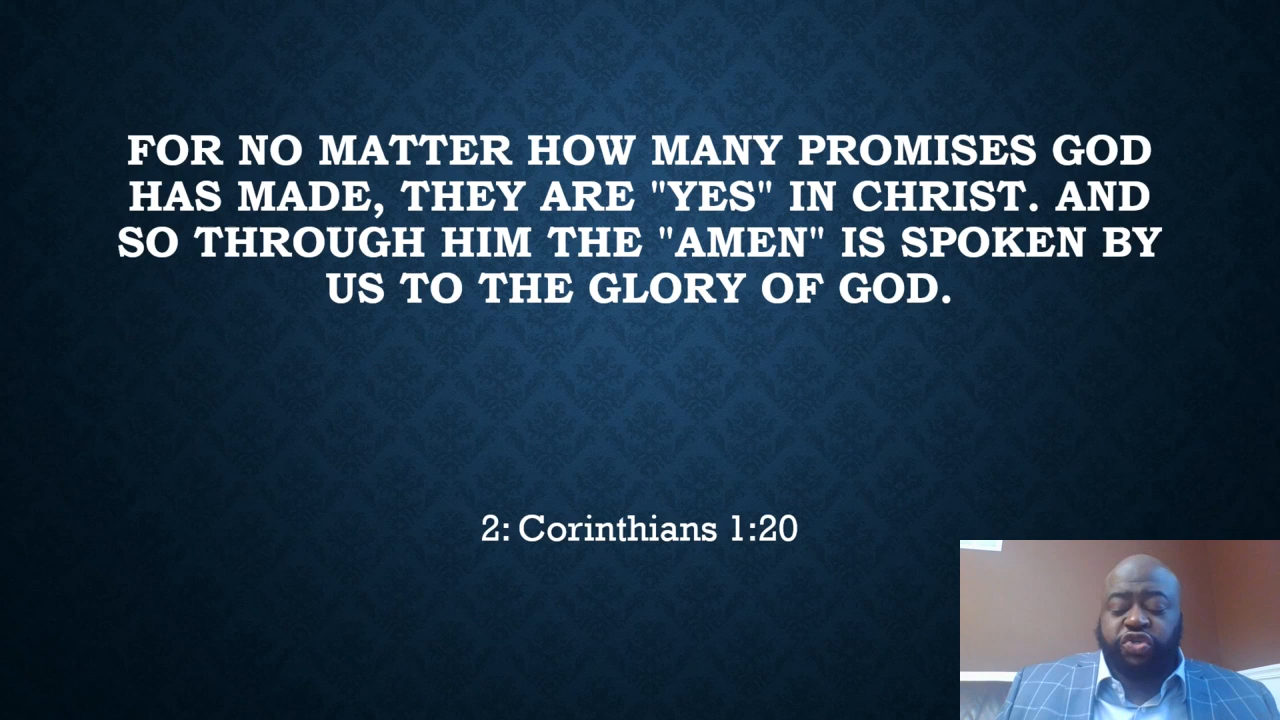 FOR NO MATTER HOW MANY PROMISES GOD
HAS MADE, THEY ARE "YES" IN CHRIST. AND
SO THROUGH HIM THE "AMEN" IS SPOKEN BY
US TO THE GLORY OF GOD.
2: Corinthians 1:20